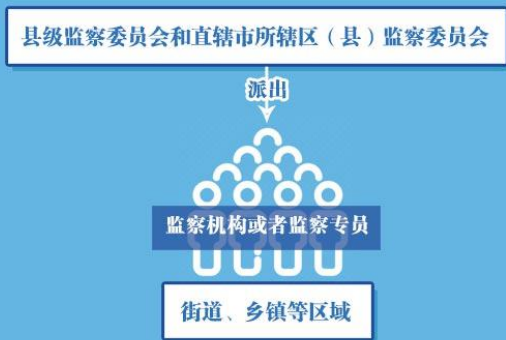 县级监察委员会和直辖市所辖区（县）监察委员会
派出
监察机构或者监察专员
街道、乡镇等区域